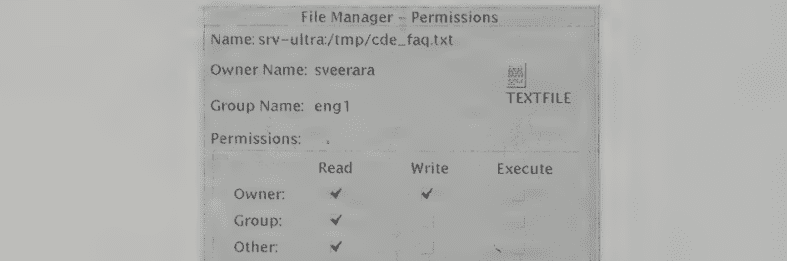 File Manager – Permissions
Name: srv-ultra:/tmp/cde_faq.txt
Owner Name: sveerara
TEXTFILE
Group Name: eng1
Permissions:
Read Write Execute
Owner: ✓ ✓
Group: ✓
Other: ✓